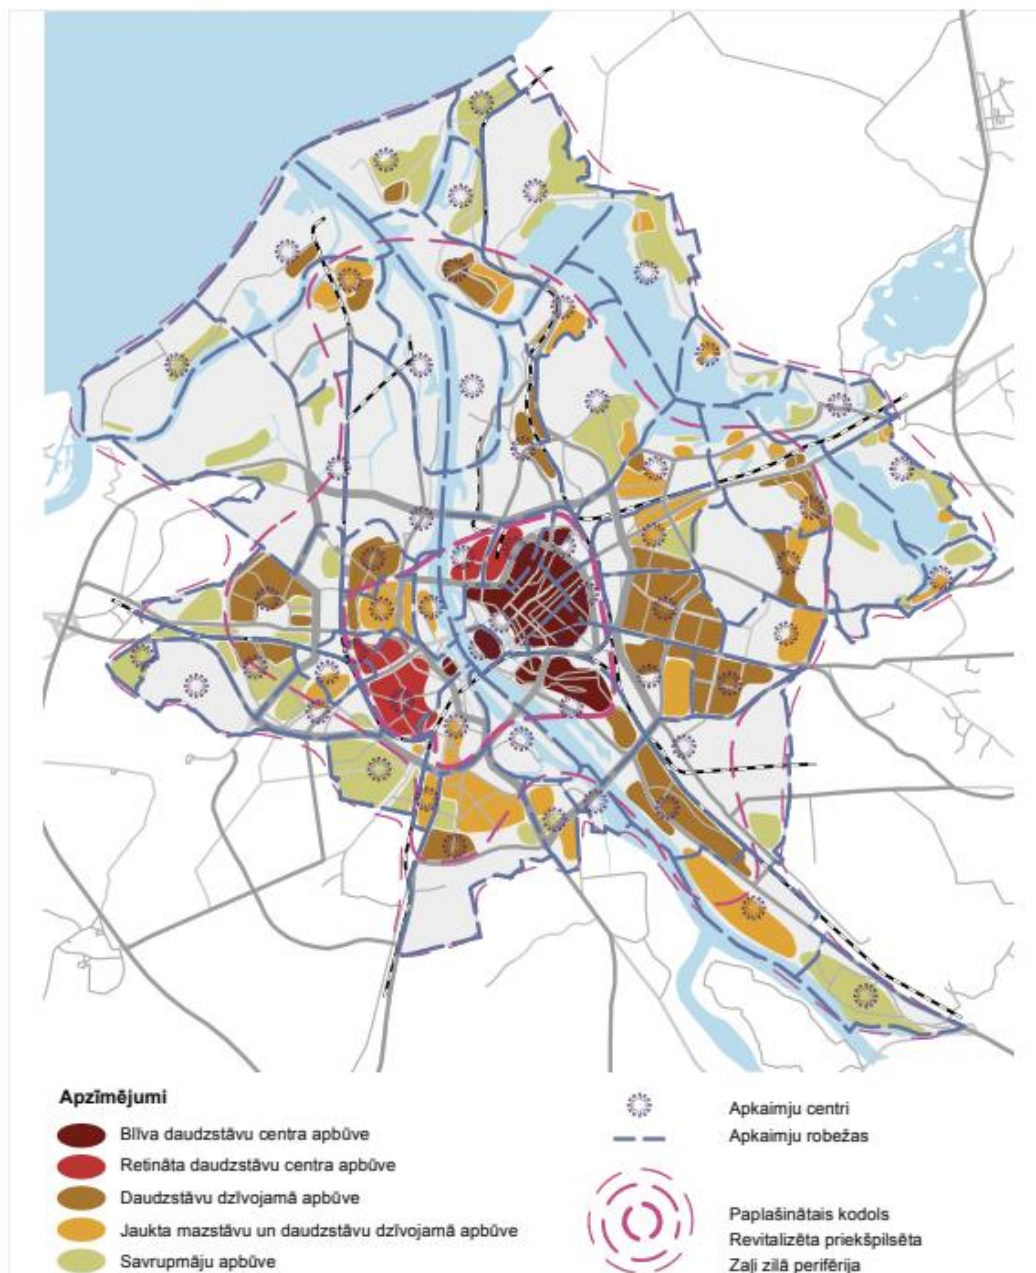 Apzīmējumi
Blīva daudzstāvu centra apbūve
Retināta daudzstāvu centra apbūve
Daudzstāvu dzīvojamā apbūve
Jaukta mazstāvu un daudzstāvu dzīvojamā apbūve
Savrupmāju apbūve
Apkaimju centri
Apkaimju robežas
Paplašinātais kodols
Revitalizēta priekšpilsēta
Zaļi zilā perifērija